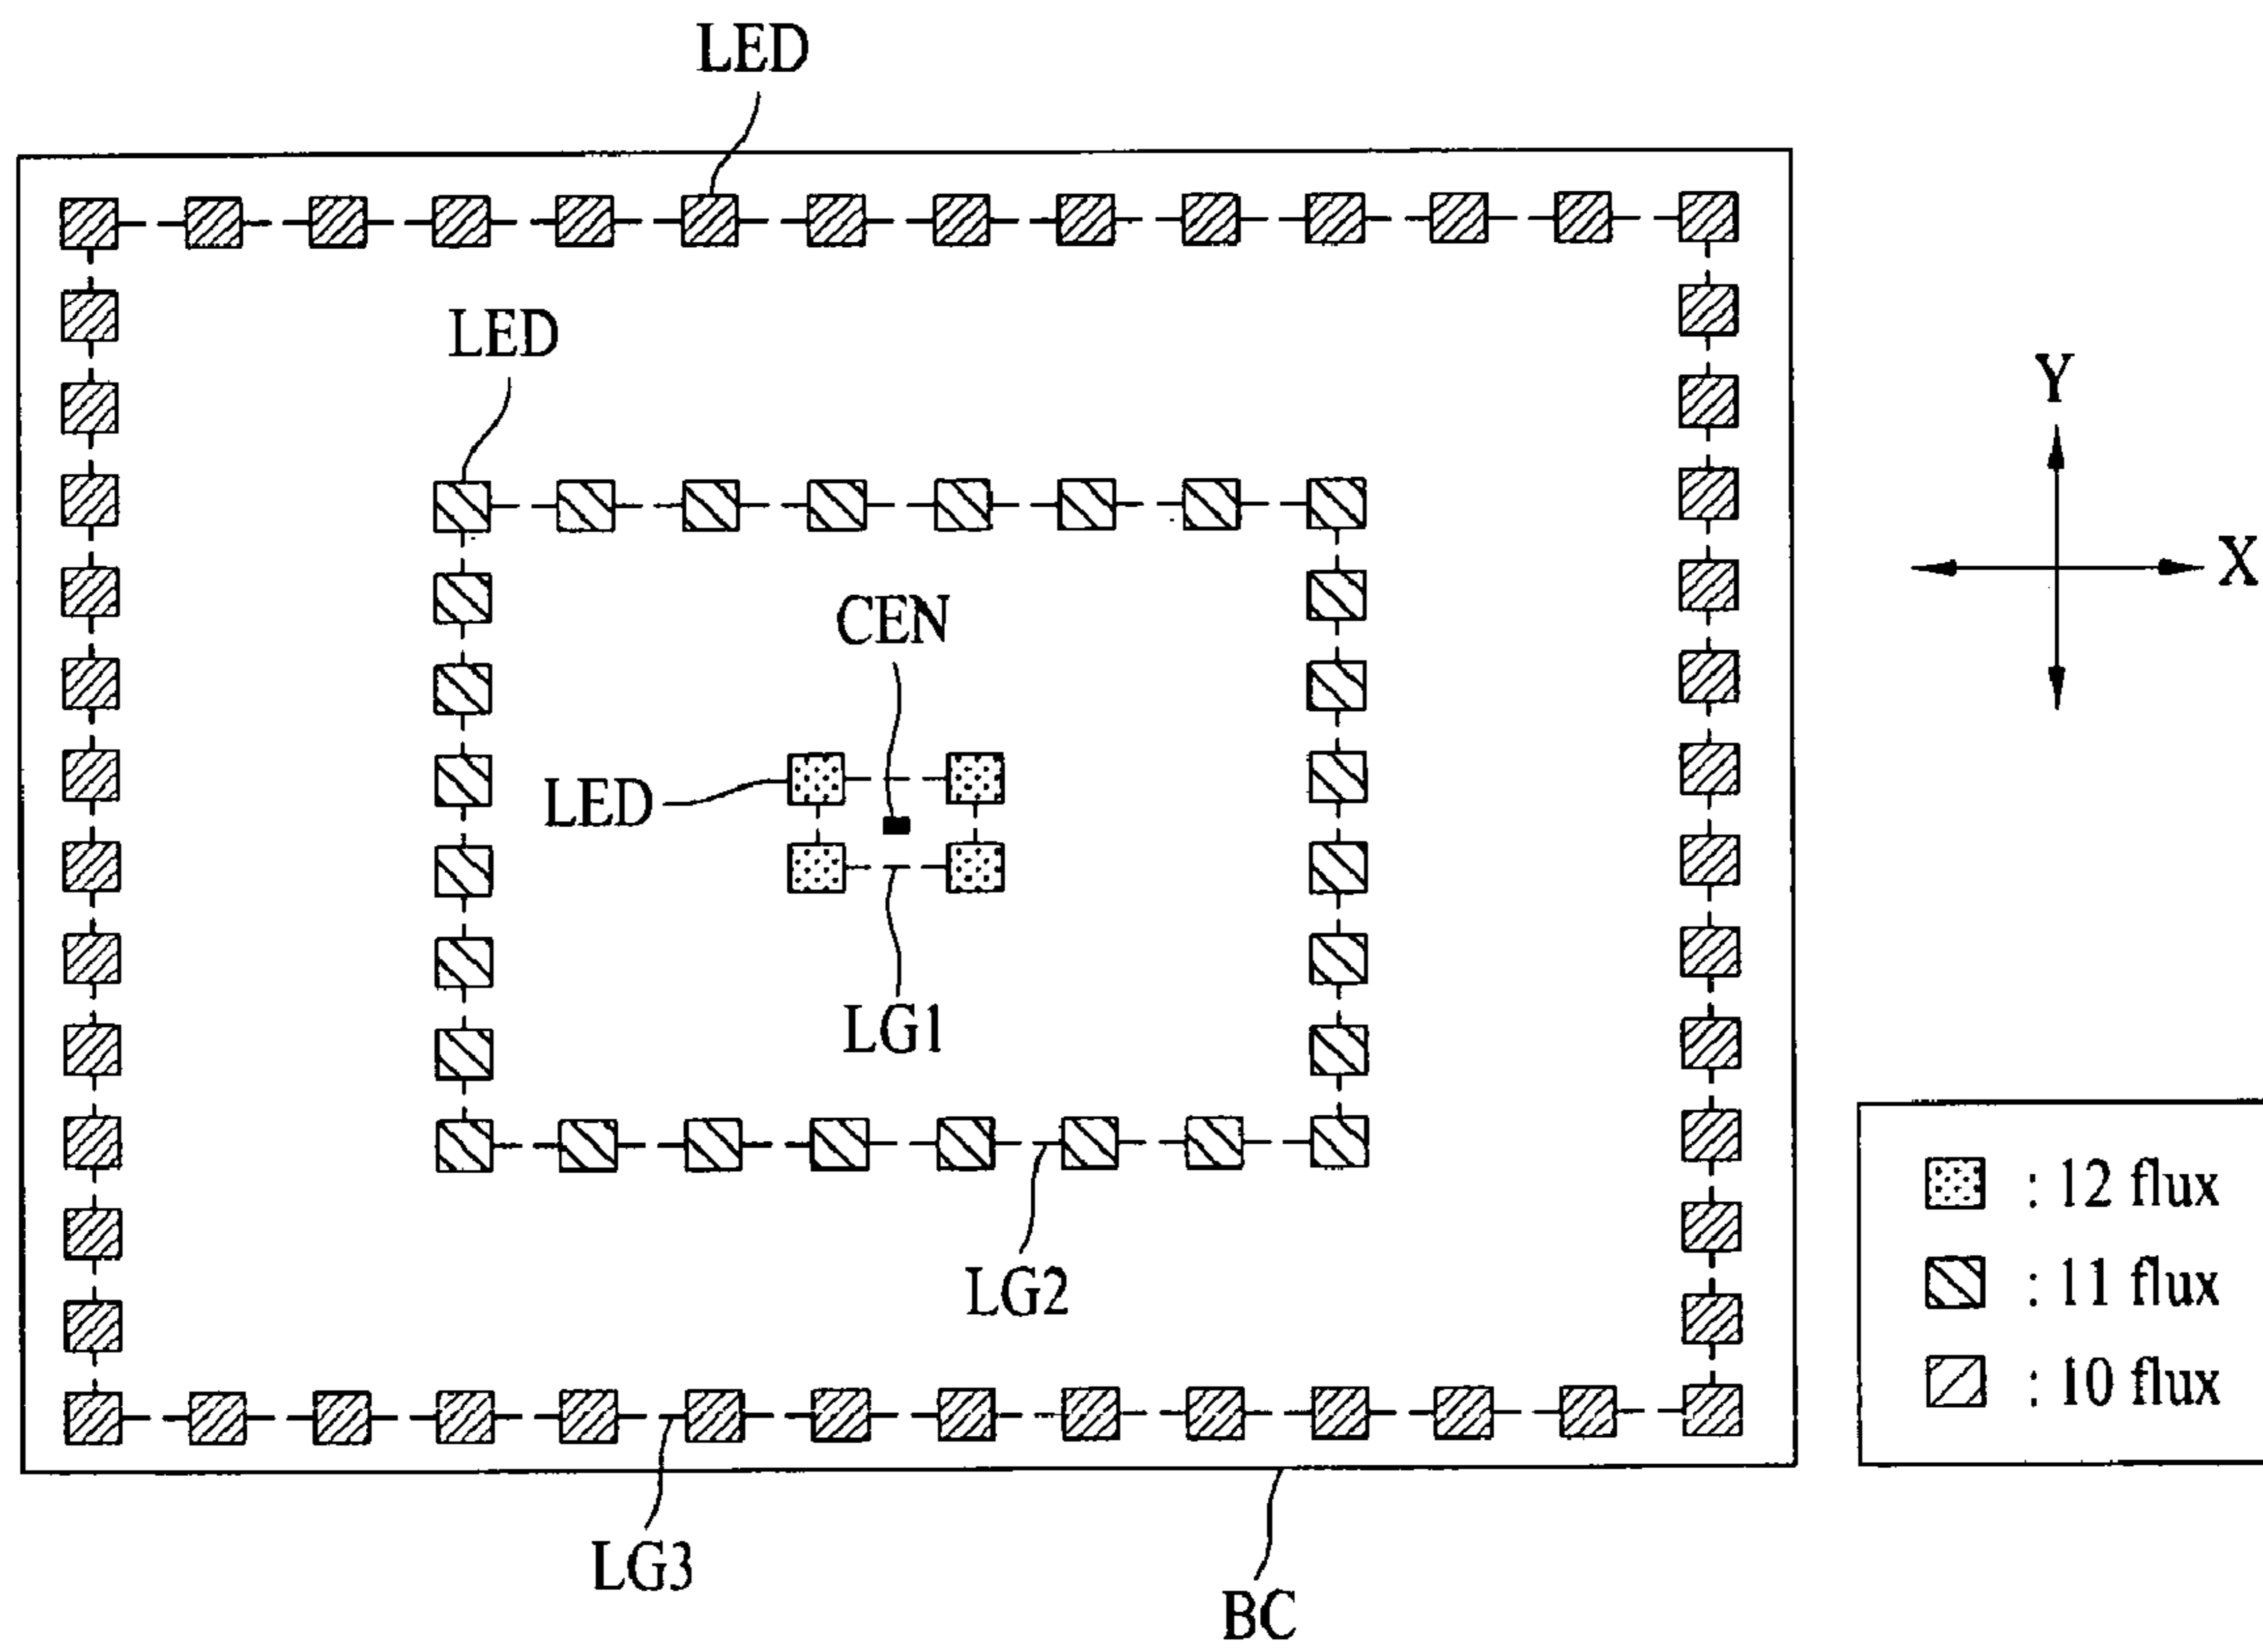 LED
LED
Y
X
CEN
LED
LG1
: 12 flux
: 11 flux
: 10 flux
LG2
LG3
BC